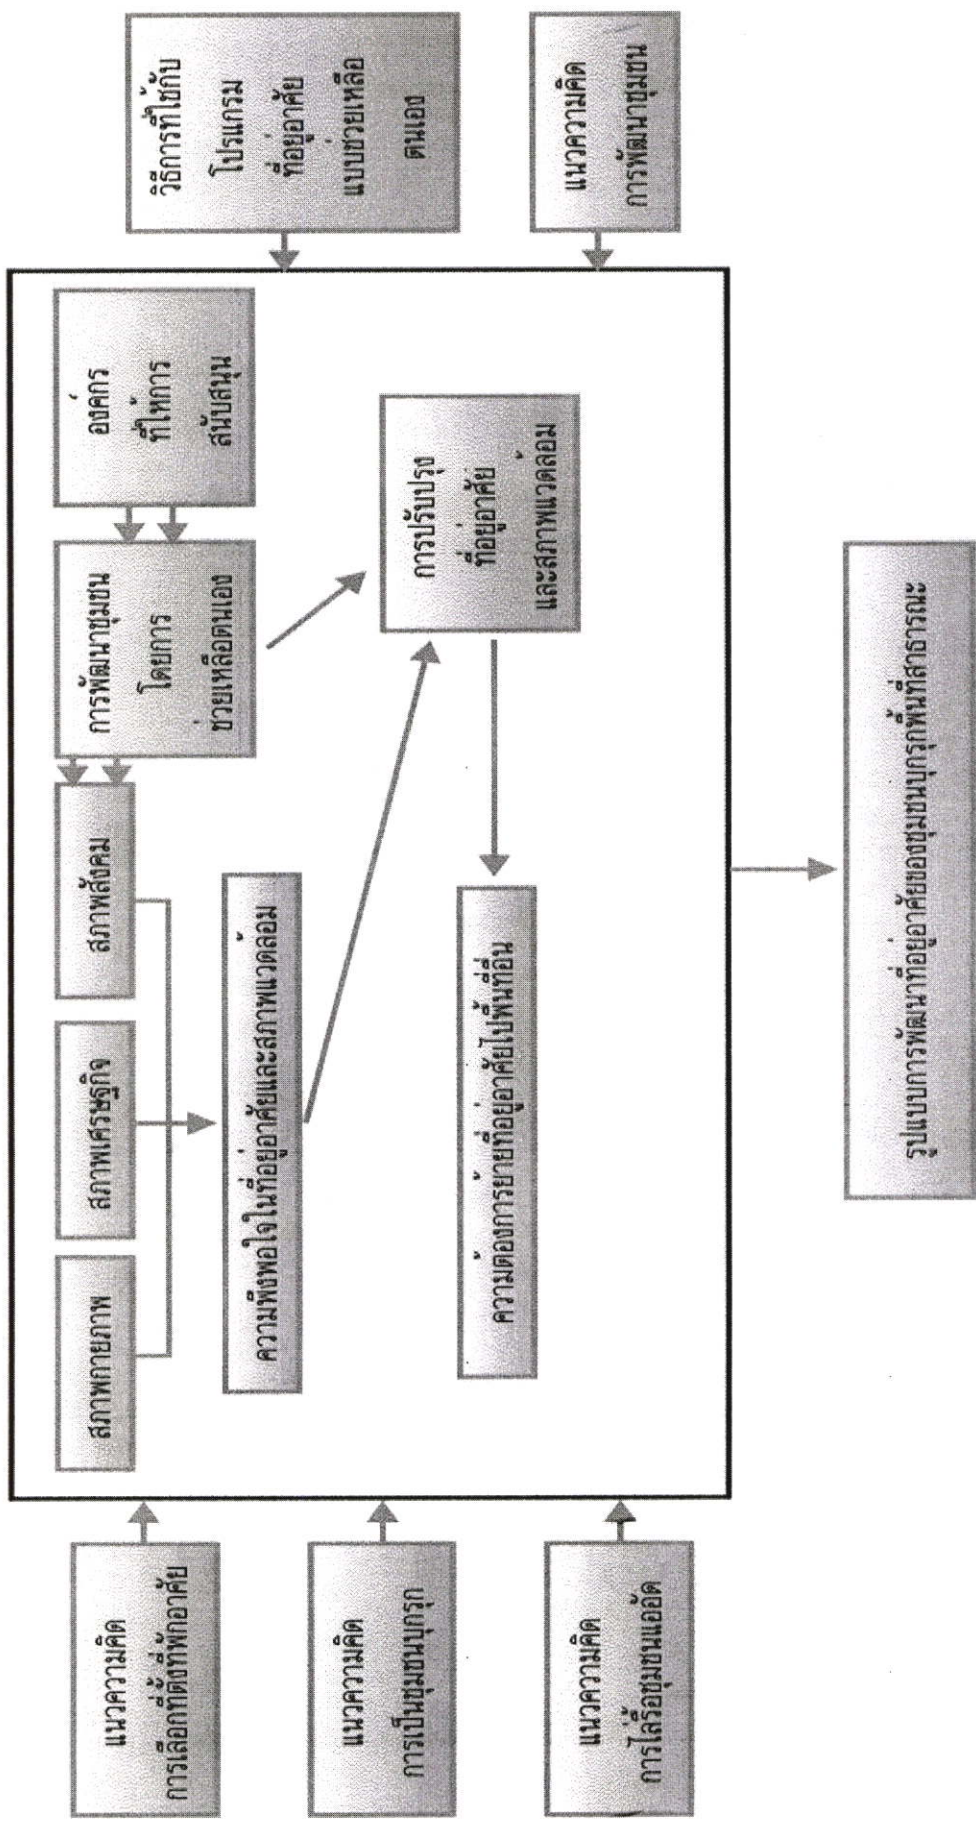 แนวความคิด
การเลือกที่ตั้งที่พักอาศัย
แนวความคิด
การเป็นชุมชนบุกรุก
แนวความคิด
การไล่รื้อชุมชนแออัด
สภาพกายภาพ
สภาพเศรษฐกิจ
สภาพสังคม
การพัฒนาชุมชน
โดยการ
ช่วยเหลือตนเอง
องค์กร
ที่ให้การ
สนับสนุน
ความพึงพอใจในที่อยู่อาศัยและสภาพแวดล้อม
การปรับปรุง
ที่อยู่อาศัย
และสภาพแวดล้อม
ความต้องการย้ายที่อยู่อาศัยไปพื้นที่อื่น
วิธีการที่ใช้กับ
โปรแกรม
ที่อยู่อาศัย
แบบช่วยเหลือ
ตนเอง
แนวความคิด
การพัฒนาชุมชน
รูปแบบการพัฒนาที่อยู่อาศัยของชุมชนบุกรุกพื้นที่สาธารณะ